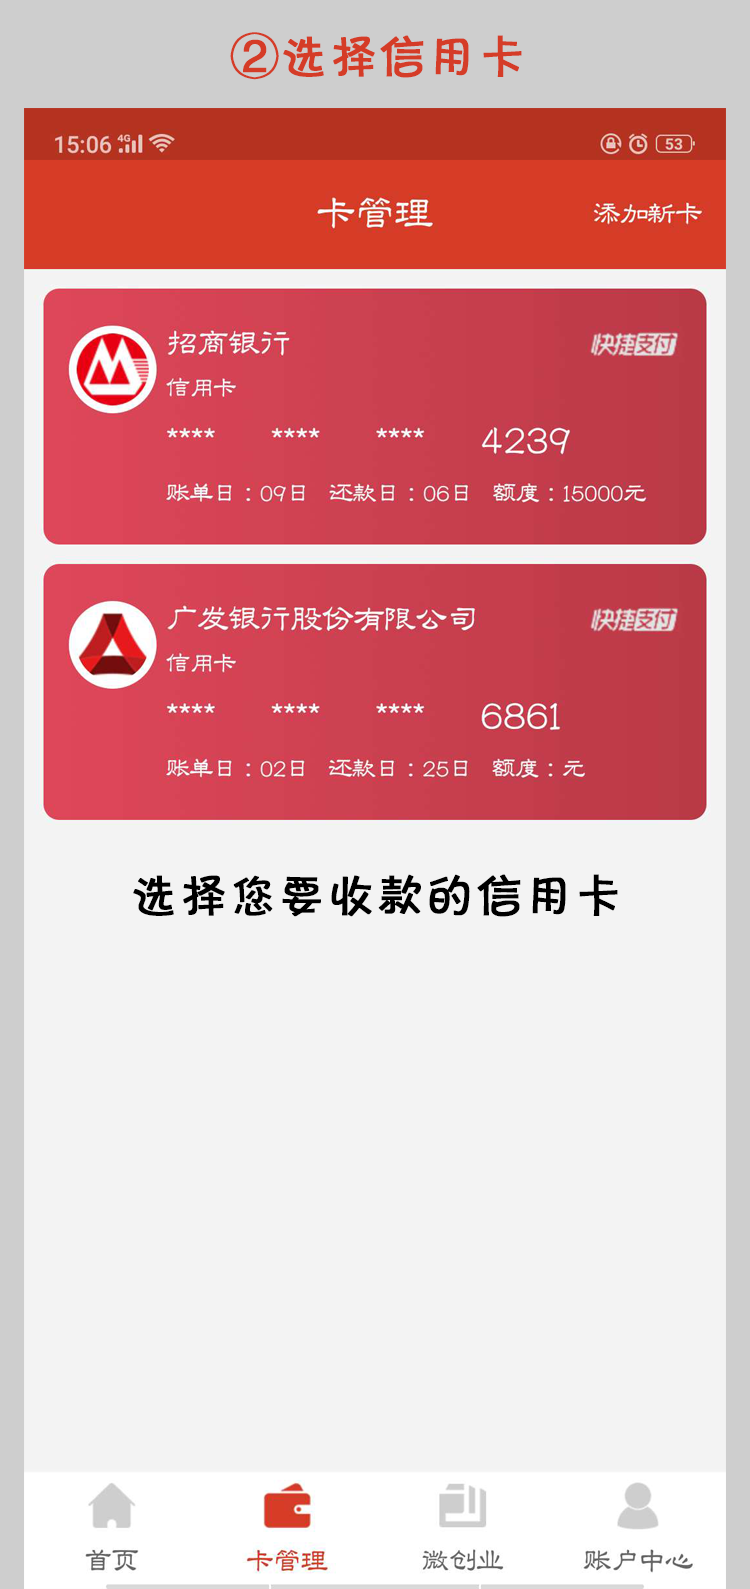 ②选择信用卡
15:06 4G 53
卡管理 添加新卡
招商银行 快捷支付
信用卡
**** **** **** 4239
账单日：09日 还款日：06日 额度：15000元
广发银行股份有限公司 快捷支付
信用卡
**** **** **** 6861
账单日：02日 还款日：25日 额度：元
选择您要收款的信用卡
首页 卡管理 微创业 账户中心